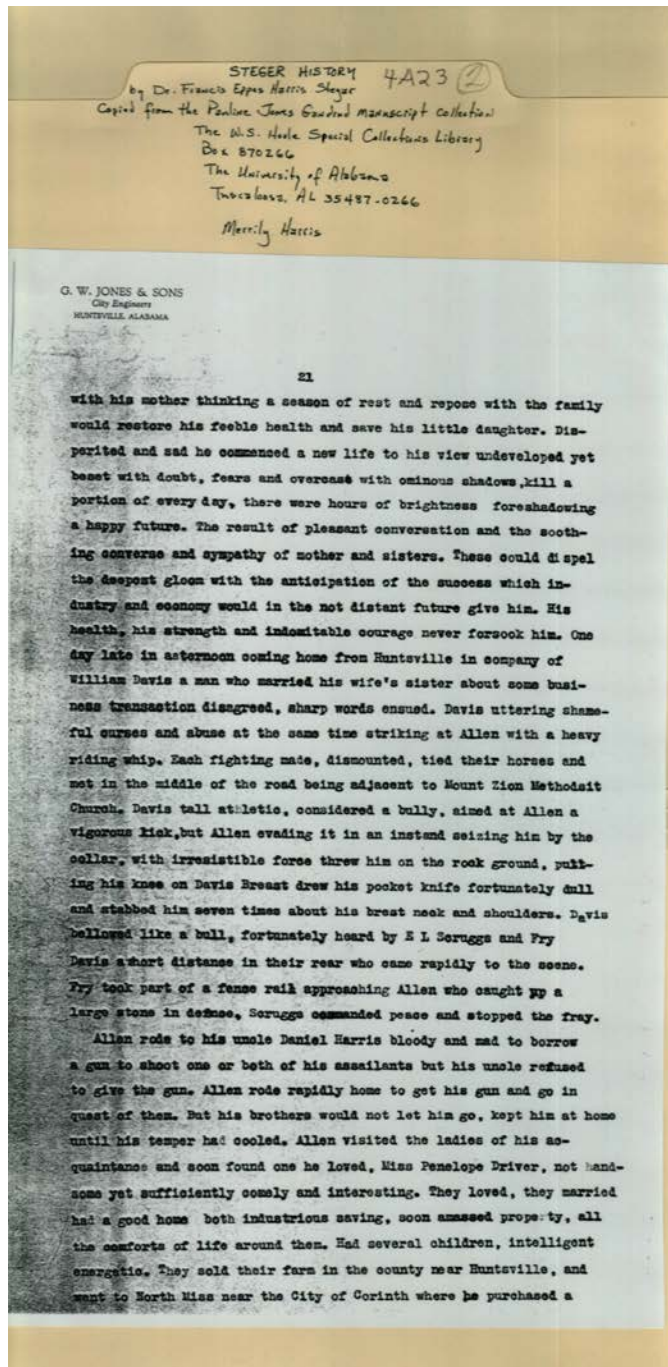 STEGER HISTORY 4A23 2
by Dr. Francis Eppes Harris Steger
Copied from the Pauline Jones Gandrud manuscript collection
The W.S. Hoole Special Collections Library
Box 870266
The University of Alabama
Tuscaloosa, AL 35487-0266
Merrily Harris
G. W. JONES & SONS
City Engineers
HUNTSVILLE, ALABAMA
21
with his mother thinking a season of rest and repose with the family
would restore his feeble health and save his little daughter. Dis-
perited and sad he commenced a new life to his view undeveloped yet
beset with doubt, fears and overcase with ominous shadows,kill a
portion of every day, there were hours of brightness foreshadowing
a happy future. The result of pleasant conversation and the sooth-
ing converse and sympathy of mother and sisters. These could dispel
the deepest gloom with the anticipation of the success which in-
dustry and economy would in the not distant future give him. His
health, his strength and indomitable courage never forsook him. One
day late in asternoon coming home from Huntsville in company of
William Davis a man who married his wife's sister about some busi-
ness transaction disagreed, sharp words ensued. Davis uttering shame-
ful curses and abuse at the same time striking at Allen with a heavy
riding whip. Each fighting made, dismounted, tied their horses and
met in the middle of the road being adjacent to Mount Zion Methodsit
Church. Davis tall athletic, considered a bully, aimed at Allen a
vigorous kick,but Allen evading it in an instand seizing him by the
collar, with irresistible force threw him on the rock ground, putt-
ing his knee on Davis Breast drew his pocket knife fortunately dull
and stabbed him seven times about his brest neck and shoulders. Davis
bellowed like a bull, fortunately heard by E L Scruggs and Fry
Davis a short distance in their rear who came rapidly to the scene.
Fry took part of a fense rail approaching Allen who caught up a
large stone in defnse, Scruggs commanded peace and stopped the fray.
Allen rode to his uncle Daniel Harris bloody and mad to borrow
a gun to shoot one or both of his assailants but his uncle refused
to give the gun. Allen rode rapidly home to get his gun and go in
quest of them. But his brothers would not let him go, kept him at home
until his temper had cooled. Allen visited the ladies of his ac-
quaintance and soon found one he loved, Miss Penelope Driver, not hand-
some yet sufficiently comely and interesting. They loved, they married
had a good home both industrious saving, soon amassed property, all
the comforts of life around them. Had several children, intelligent
energetic. They sold their farm in the county near Huntsville, and
went to North Miss near the City of Corinth where he purchased a